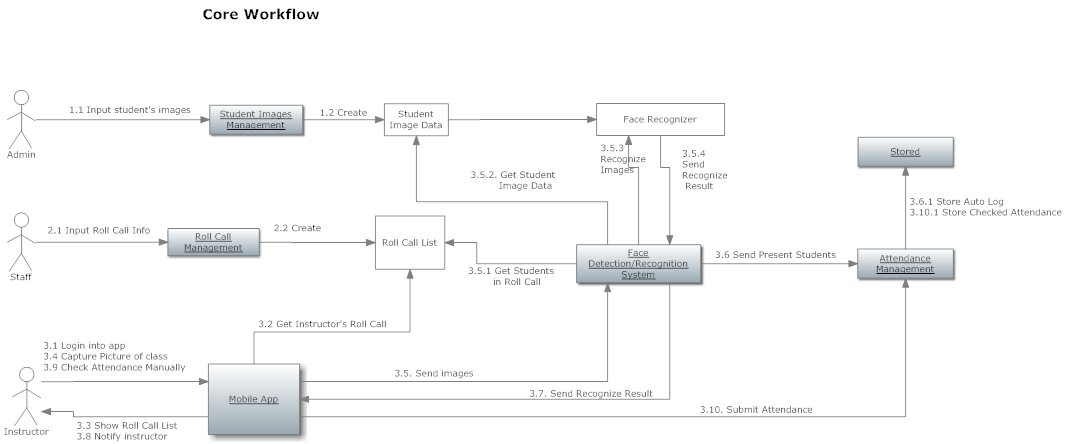 Core Workflow
1.1 Input student's images
Student Images
Management
1.2 Create
Student
Image Data
Face Recognizer
Admin
3.5.3
Recognize
Images
3.5.4
Send
Recognize
Result
Stored
3.5.2. Get Student
Image Data
3.6.1 Store Auto Log
3.10.1 Store Checked Attendance
2.1 Input Roll Call Info
Roll Call
Management
2.2 Create
Roll Call List
Staff
3.5.1 Get Students
in Roll Call
Face
Detection/Recognition
System
3.6 Send Present Students
Attendance
Management
3.2 Get Instructor's Roll Call
3.1 Login into app
3.4 Capture Picture of class
3.9 Check Attendance Manually
Mobile App
3.5. Send images
3.7. Send Recognize Result
3.10. Submit Attendance
Instructor
3.3 Show Roll Call List
3.8 Notify instructor